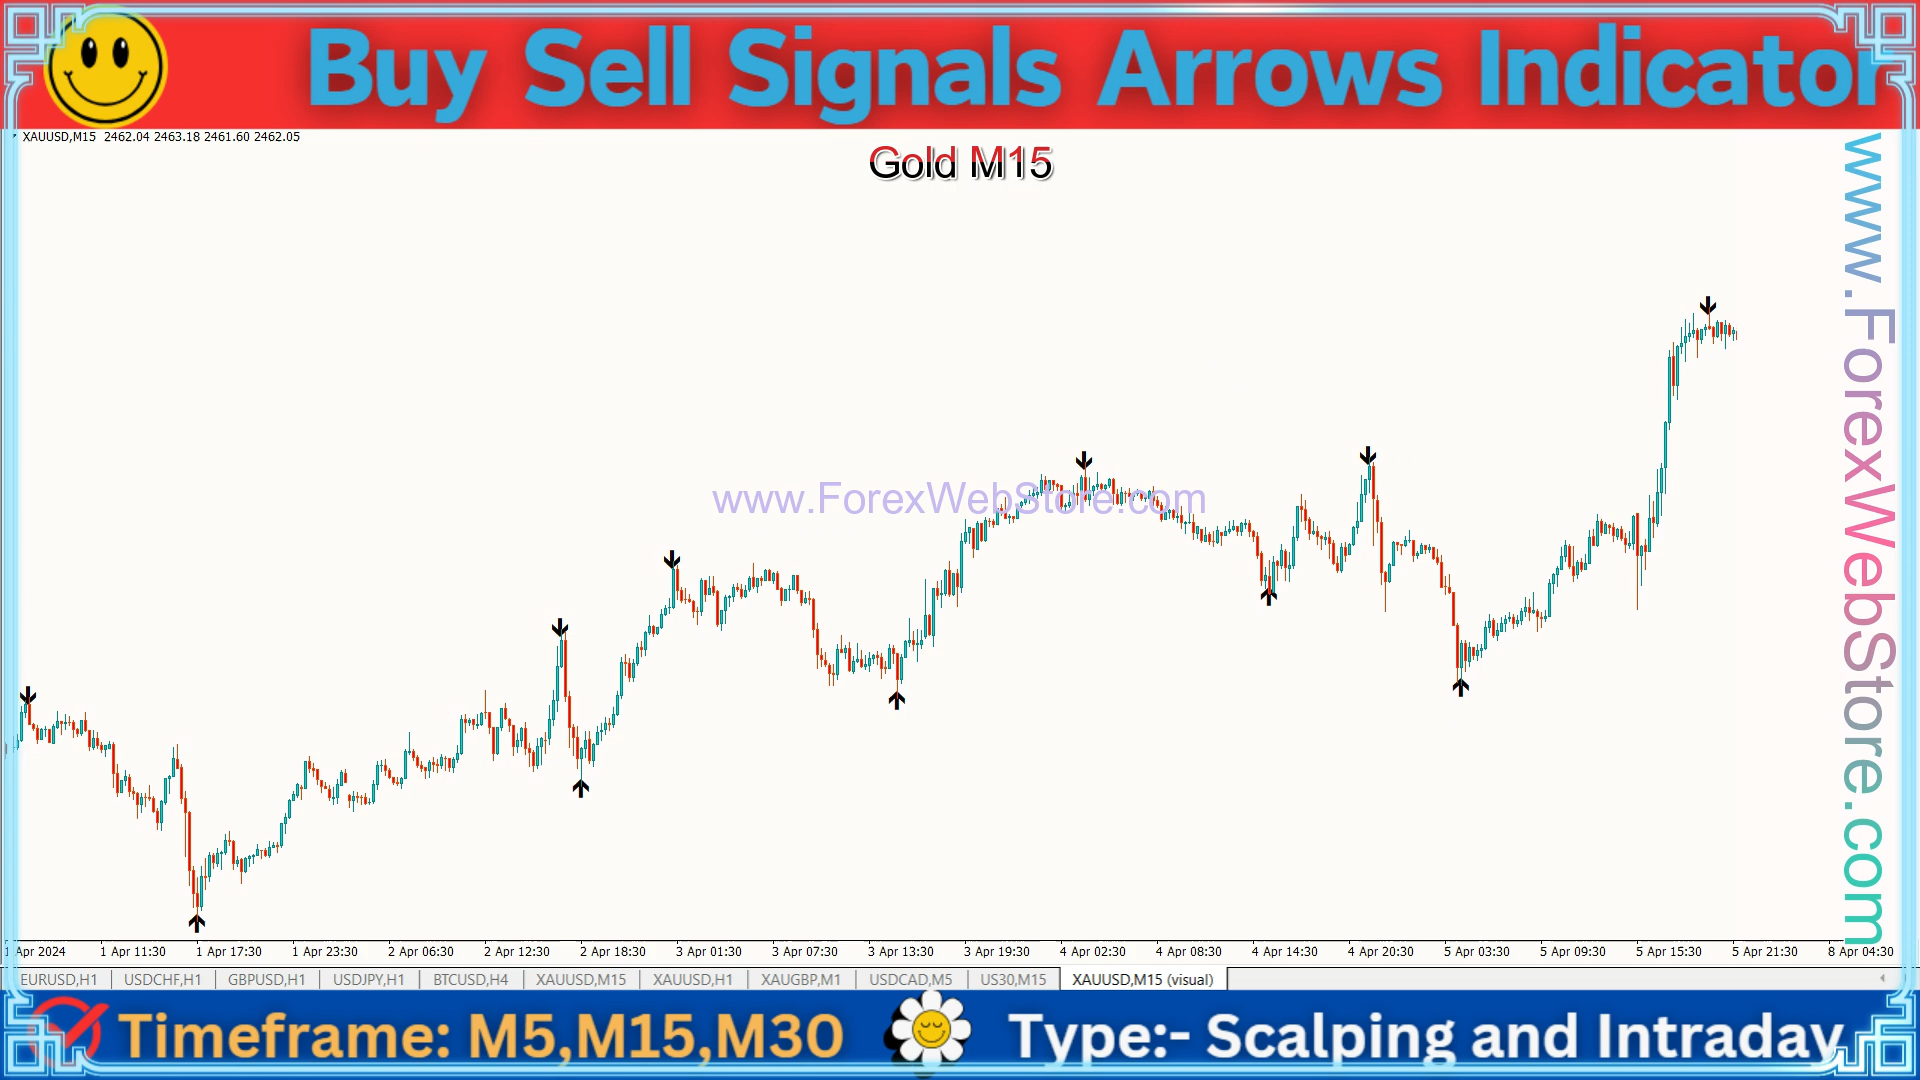 Buy Sell Signals Arrows Indicator
XAUUSD,M15 2462.04 2463.18 2461.60 2462.05
Gold M15
www.ForexWebStore.com
www.ForexWebStore.com
1 Apr 2024 1 Apr 11:30 1 Apr 17:30 1 Apr 23:30 2 Apr 06:30 2 Apr 12:30 2 Apr 18:30 3 Apr 01:30 3 Apr 07:30 3 Apr 13:30 3 Apr 19:30 4 Apr 02:30 4 Apr 08:30 4 Apr 14:30 4 Apr 20:30 5 Apr 03:30 5 Apr 09:30 5 Apr 15:30 5 Apr 21:30 8 Apr 04:30
EURUSD,H1 USDCHF,H1 GBPUSD,H1 USDJPY,H1 BTCUSD,H4 XAUUSD,M15 XAUUSD,H1 XAUGBP,M1 USDCAD,M5 US30,M15 XAUUSD,M15 (visual)
Timeframe: M5,M15,M30 Type:- Scalping and Intraday